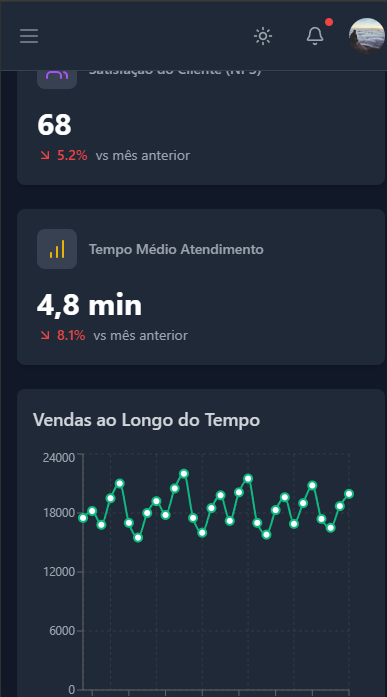 Satisfação do Cliente (NPS)
68
5.2% vs mês anterior
Tempo Médio Atendimento
4,8 min
8.1% vs mês anterior
Vendas ao Longo do Tempo
24000
18000
12000
6000
0